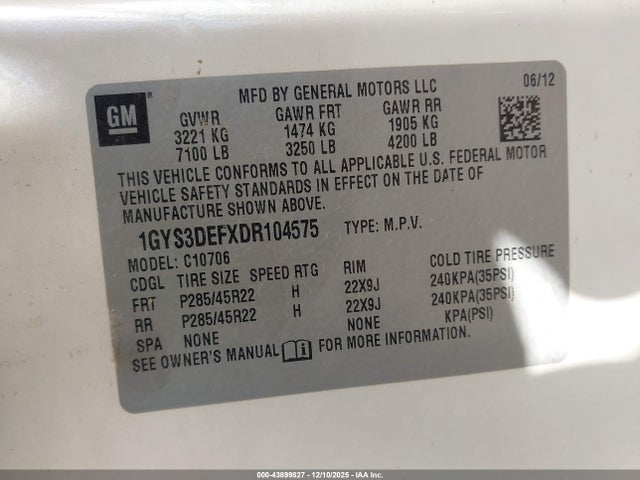 MFD BY GENERAL MOTORS LLC 06/12
GM
GVWR GAWR FRT GAWR RR
3221 KG 1474 KG 1905 KG
7100 LB 3250 LB 4200 LB
THIS VEHICLE CONFORMS TO ALL APPLICABLE U.S. FEDERAL MOTOR
VEHICLE SAFETY STANDARDS IN EFFECT ON THE DATE OF
MANUFACTURE SHOWN ABOVE.
1GYS3DEFXDR104575 TYPE: M.P.V.
MODEL: C10706
CDGL TIRE SIZE SPEED RTG RIM COLD TIRE PRESSURE
FRT P285/45R22 H 22X9J 240KPA(35PSI)
RR P285/45R22 H 22X9J 240KPA(35PSI)
SPA NONE NONE KPA(PSI)
SEE OWNER'S MANUAL FOR MORE INFORMATION.
000-43899827 - 12/10/2025 - IAA Inc.